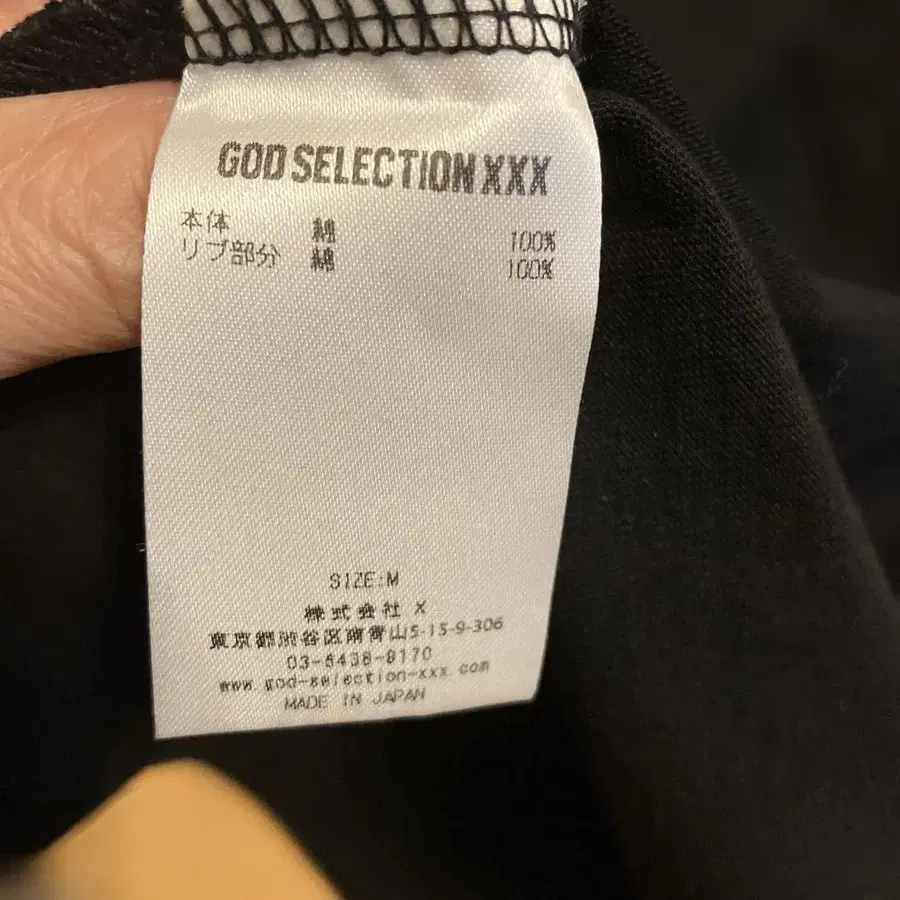 GOD SELECTION XXX
本体 綿 100%
リブ部分 綿 100%
SIZE:M
株式会社 X
東京都渋谷区南青山5-15-9-306
03-6438-9170
www.god-selection-xxx.com
MADE IN JAPAN